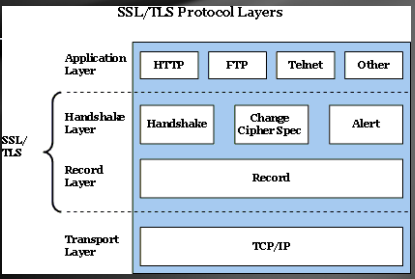 SSL/TLS Protocol Layers
Application
Layer
HTTP
FTP
Telnet
Other
SSL/
TLS
Handshake
Layer
Handshake
Change
Cipher Spec
Alert
Record
Layer
Record
Transport
Layer
TCP/IP